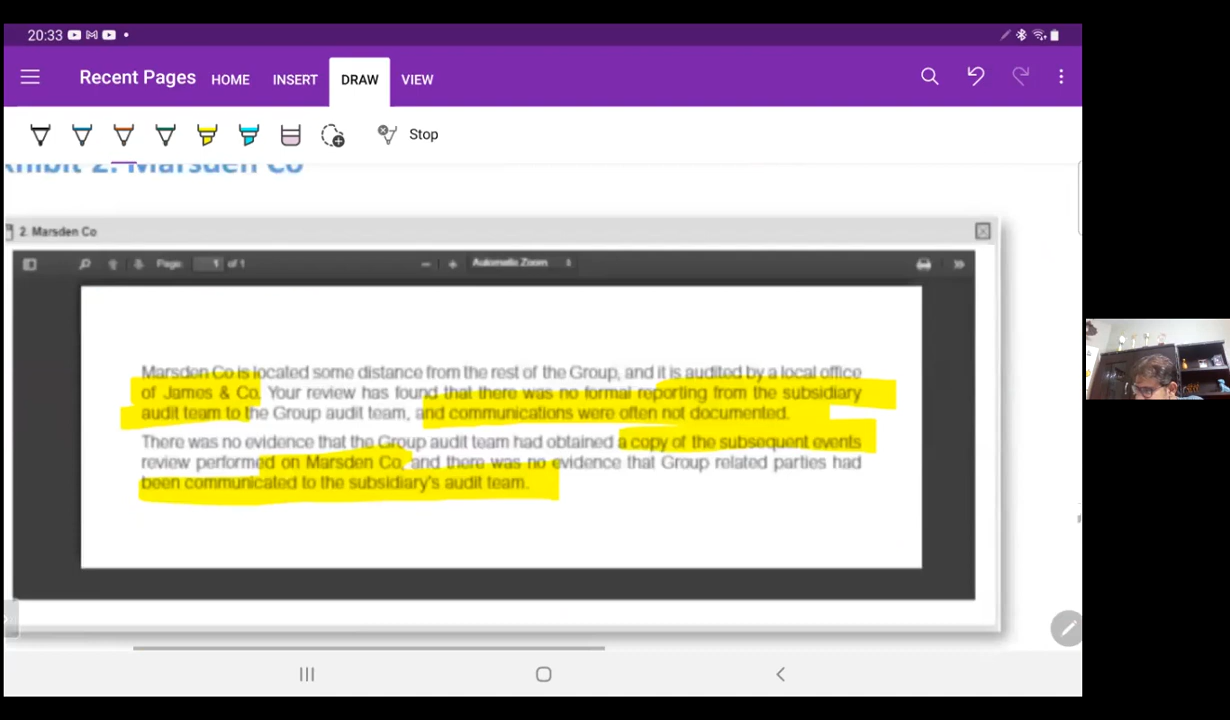 20:33
Recent Pages HOME INSERT DRAW VIEW
Stop
Exhibit 2: Marsden Co
2. Marsden Co
Page: 1 of 1
Automatic Zoom
Marsden Co is located some distance from the rest of the Group, and it is audited by a local office
of James & Co. Your review has found that there was no formal reporting from the subsidiary
audit team to the Group audit team, and communications were often not documented.
There was no evidence that the Group audit team had obtained a copy of the subsequent events
review performed on Marsden Co, and there was no evidence that Group related parties had
been communicated to the subsidiary's audit team.